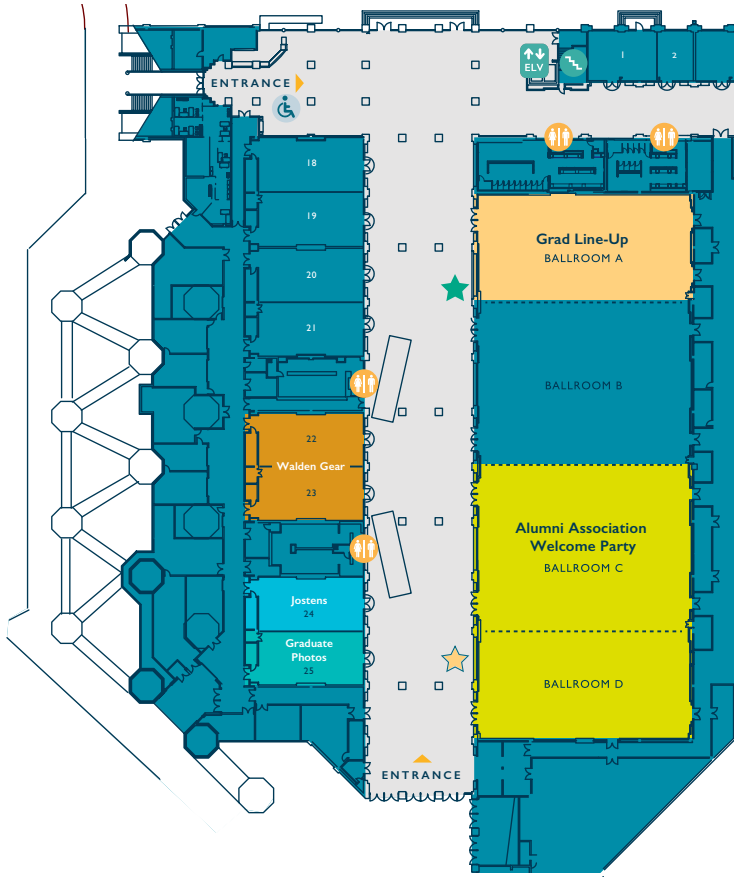 ELV
1
2
ENTRANCE
18
19
20
21
Grad Line-Up
BALLROOM A
BALLROOM B
22
Walden Gear
23
Alumni Association
Welcome Party
BALLROOM C
Jostens
24
Graduate
Photos
25
BALLROOM D
ENTRANCE